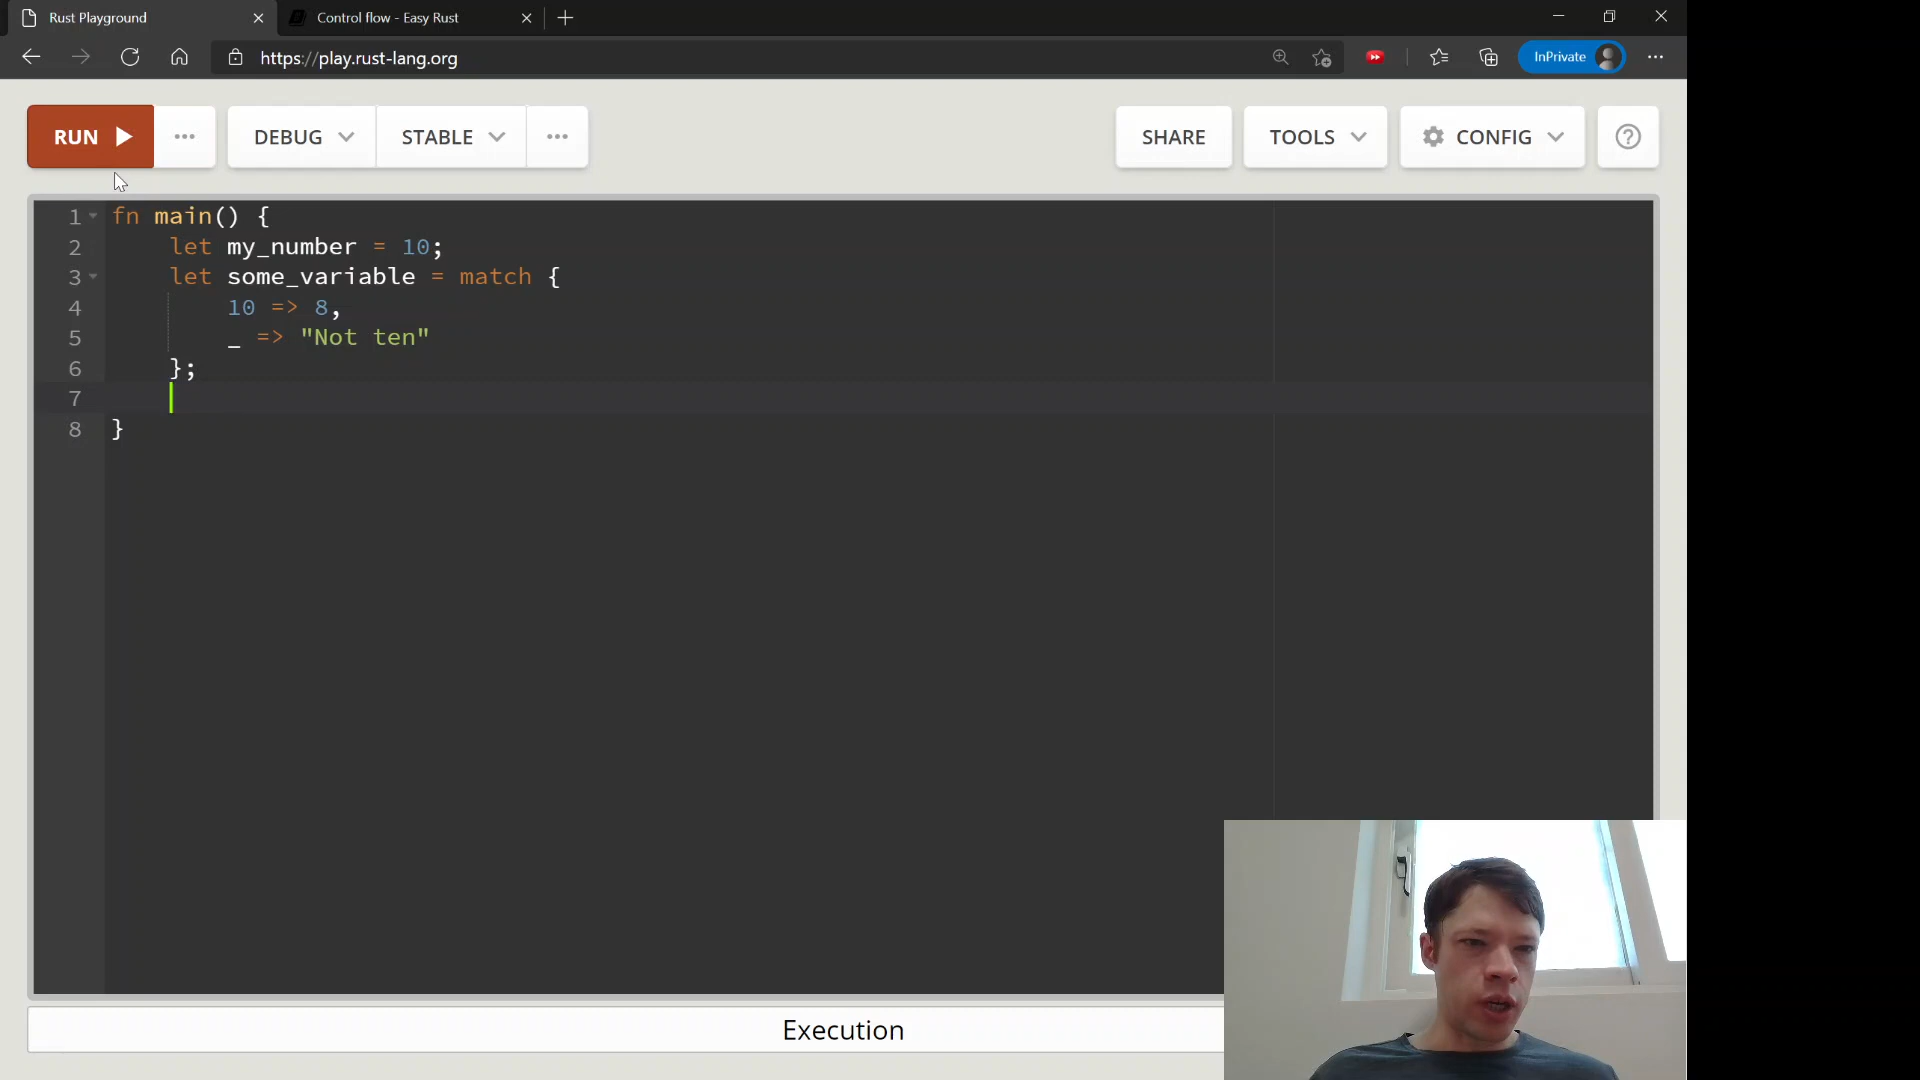 Rust Playground
Control flow - Easy Rust
https://play.rust-lang.org
InPrivate
RUN
DEBUG
STABLE
SHARE
TOOLS
CONFIG
1 fn main() {
2 let my_number = 10;
3 let some_variable = match {
4 10 => 8,
5 _ => "Not ten"
6 };
7
8 }
Execution